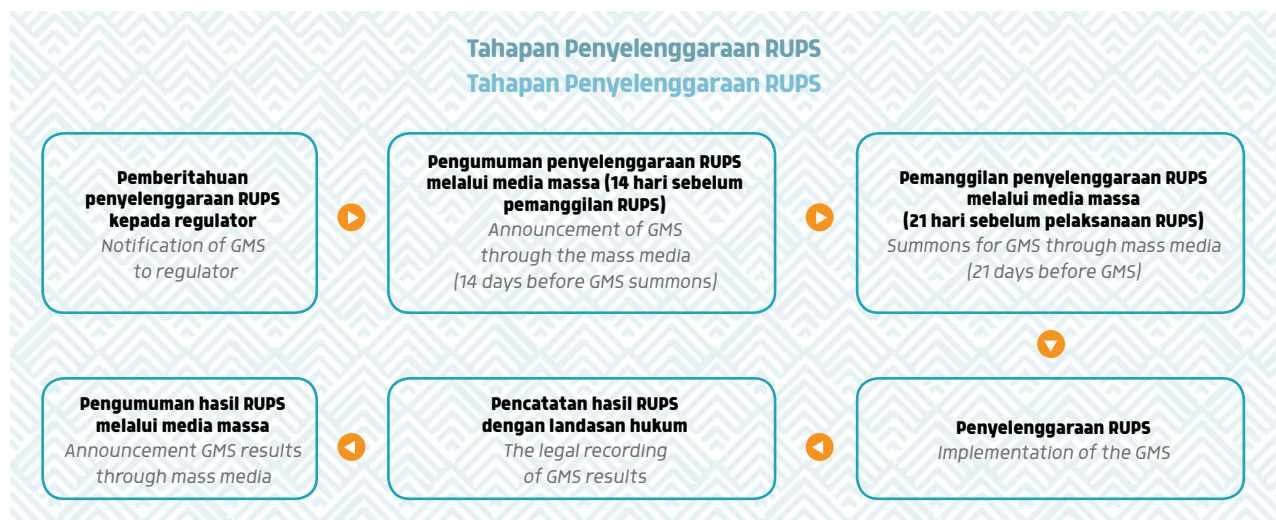 Tahapan Penyelenggaraan RUPS
Tahapan Penyelenggaraan RUPS
Pemberitahuan
penyelenggaraan RUPS
kepada regulator
Notification of GMS
to regulator
Pengumuman penyelenggaraan RUPS
melalui media massa (14 hari sebelum
pemanggilan RUPS)
Announcement of GMS
through the mass media
(14 days before GMS summons)
Pemanggilan penyelenggaraan RUPS
melalui media massa
(21 hari sebelum pelaksanaan RUPS)
Summons for GMS through mass media
(21 days before GMS)
Penyelenggaraan RUPS
Implementation of the GMS
Pencatatan hasil RUPS
dengan landasan hukum
The legal recording
of GMS results
Pengumuman hasil RUPS
melalui media massa
Announcement GMS results
through mass media